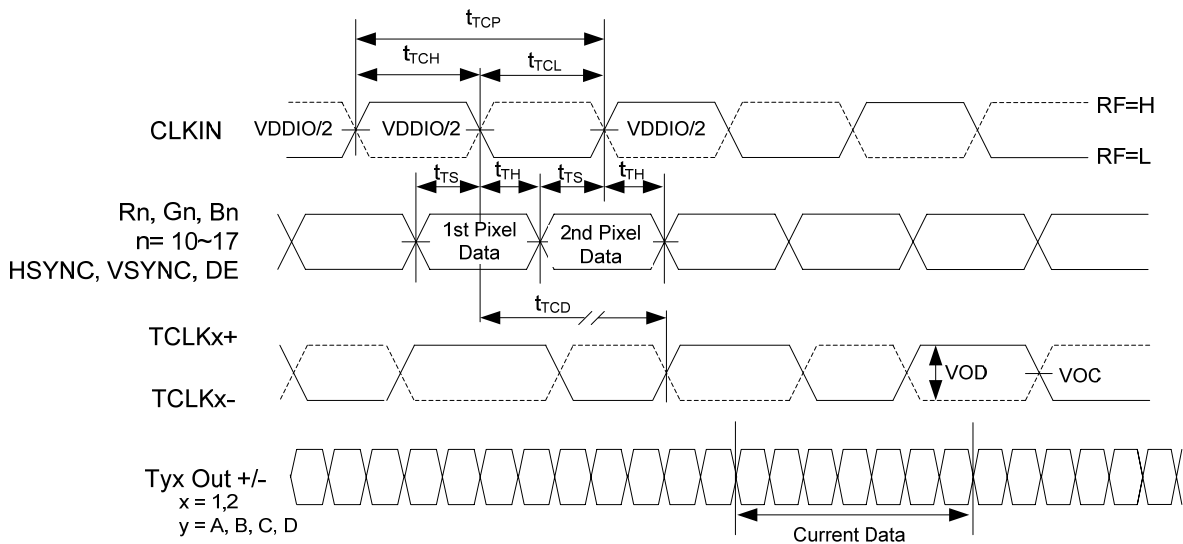 tTCP
tTCH
tTCL
CLKIN
VDDIO/2
VDDIO/2
VDDIO/2
RF=H
RF=L
tTS
tTH
tTS
tTH
Rn, Gn, Bn
n= 10~17
HSYNC, VSYNC, DE
1st Pixel
Data
2nd Pixel
Data
tTCD
TCLKx+
TCLKx-
VOD
VOC
Tyx Out +/-
x = 1,2
y = A, B, C, D
Current Data